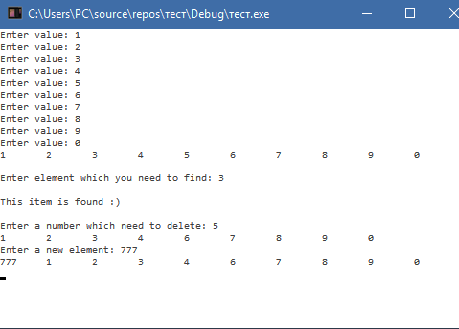 C:\Users\PC\source\repos\тест\Debug\тест.exe
Enter value: 1
Enter value: 2
Enter value: 3
Enter value: 4
Enter value: 5
Enter value: 6
Enter value: 7
Enter value: 8
Enter value: 9
Enter value: 0
1 2 3 4 5 6 7 8 9 0
Enter element which you need to find: 3
This item is found :)
Enter a number which need to delete: 5
1 2 3 4 6 7 8 9 0
Enter a new element: 777
777 1 2 3 4 6 7 8 9 0